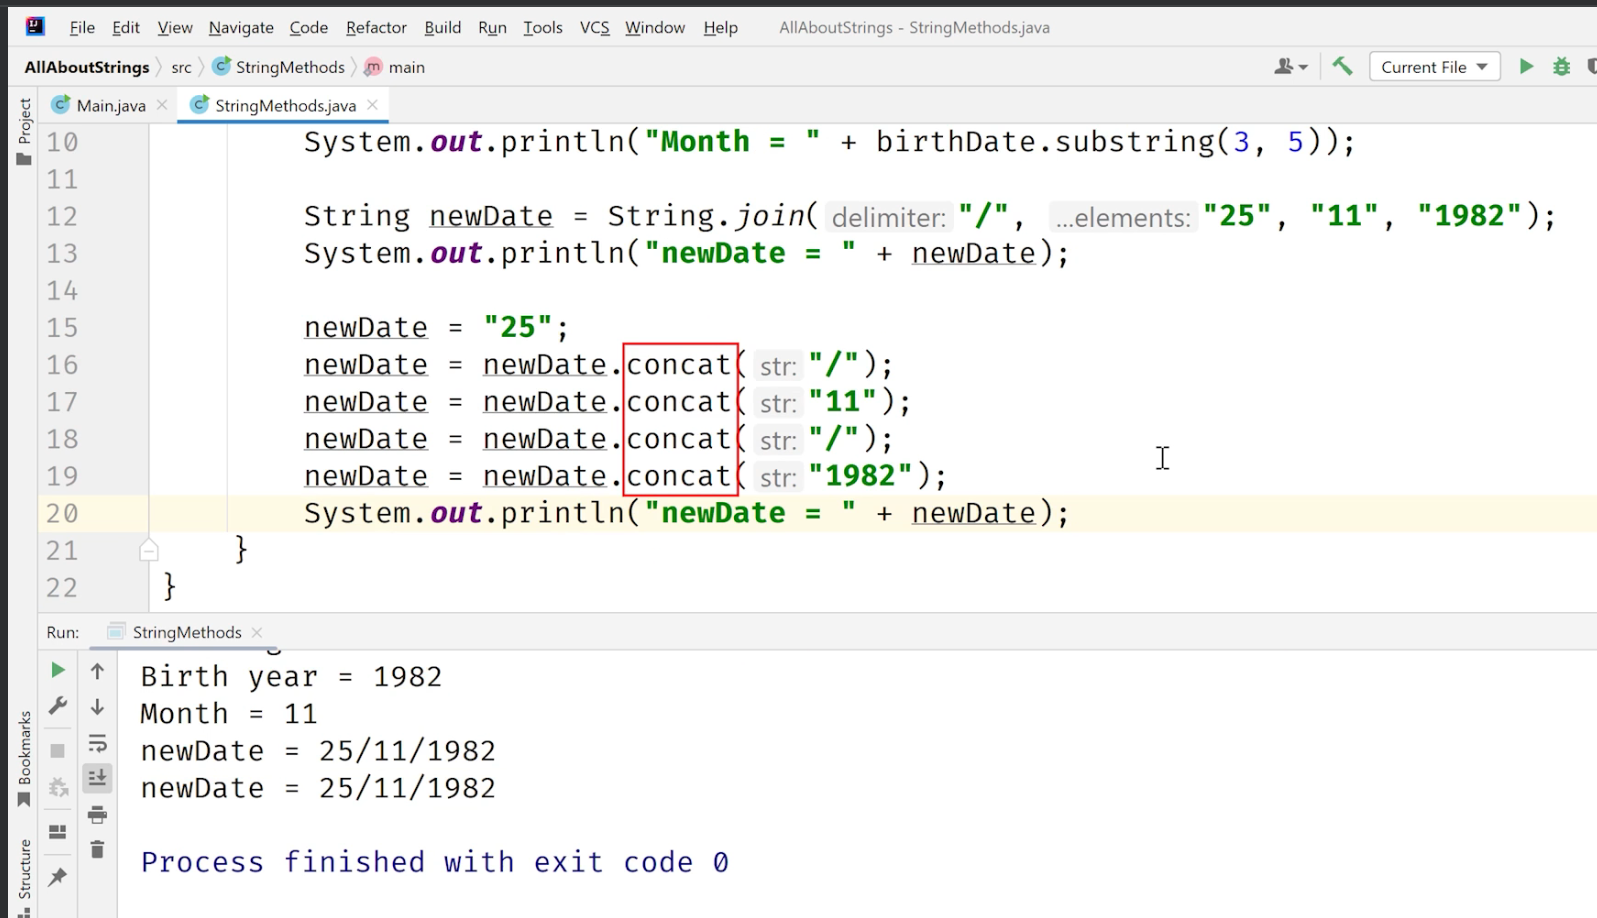 File Edit View Navigate Code Refactor Build Run Tools VCS Window Help AllAboutStrings - StringMethods.java
AllAboutStrings src StringMethods main Current File
Project
Main.java StringMethods.java
10 System.out.println("Month = " + birthDate.substring(3, 5));
11
12 String newDate = String.join( delimiter: "/", ...elements: "25", "11", "1982");
13 System.out.println("newDate = " + newDate);
14
15 newDate = "25";
16 newDate = newDate.concat( str: "/");
17 newDate = newDate.concat( str: "11");
18 newDate = newDate.concat( str: "/");
19 newDate = newDate.concat( str: "1982");
20 System.out.println("newDate = " + newDate);
21 }
22 }
Run: StringMethods
Birth year = 1982
Month = 11
newDate = 25/11/1982
newDate = 25/11/1982
Process finished with exit code 0
Bookmarks
Structure